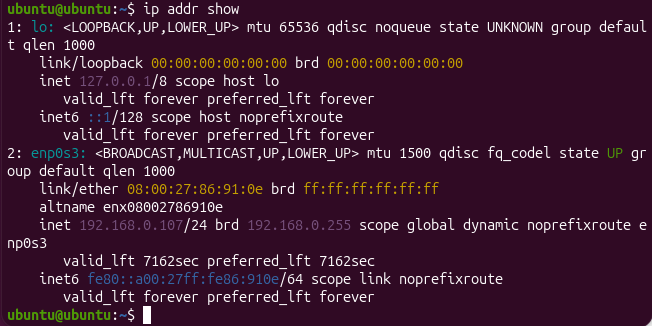 ubuntu@ubuntu:~$ ip addr show
1: lo: <LOOPBACK,UP,LOWER_UP> mtu 65536 qdisc noqueue state UNKNOWN group defaul
t qlen 1000
    link/loopback 00:00:00:00:00:00 brd 00:00:00:00:00:00
    inet 127.0.0.1/8 scope host lo
       valid_lft forever preferred_lft forever
    inet6 ::1/128 scope host noprefixroute
       valid_lft forever preferred_lft forever
2: enp0s3: <BROADCAST,MULTICAST,UP,LOWER_UP> mtu 1500 qdisc fq_codel state UP gr
oup default qlen 1000
    link/ether 08:00:27:86:91:0e brd ff:ff:ff:ff:ff:ff
    altname enx08002786910e
    inet 192.168.0.107/24 brd 192.168.0.255 scope global dynamic noprefixroute e
np0s3
       valid_lft 7162sec preferred_lft 7162sec
    inet6 fe80::a00:27ff:fe86:910e/64 scope link noprefixroute
       valid_lft forever preferred_lft forever
ubuntu@ubuntu:~$